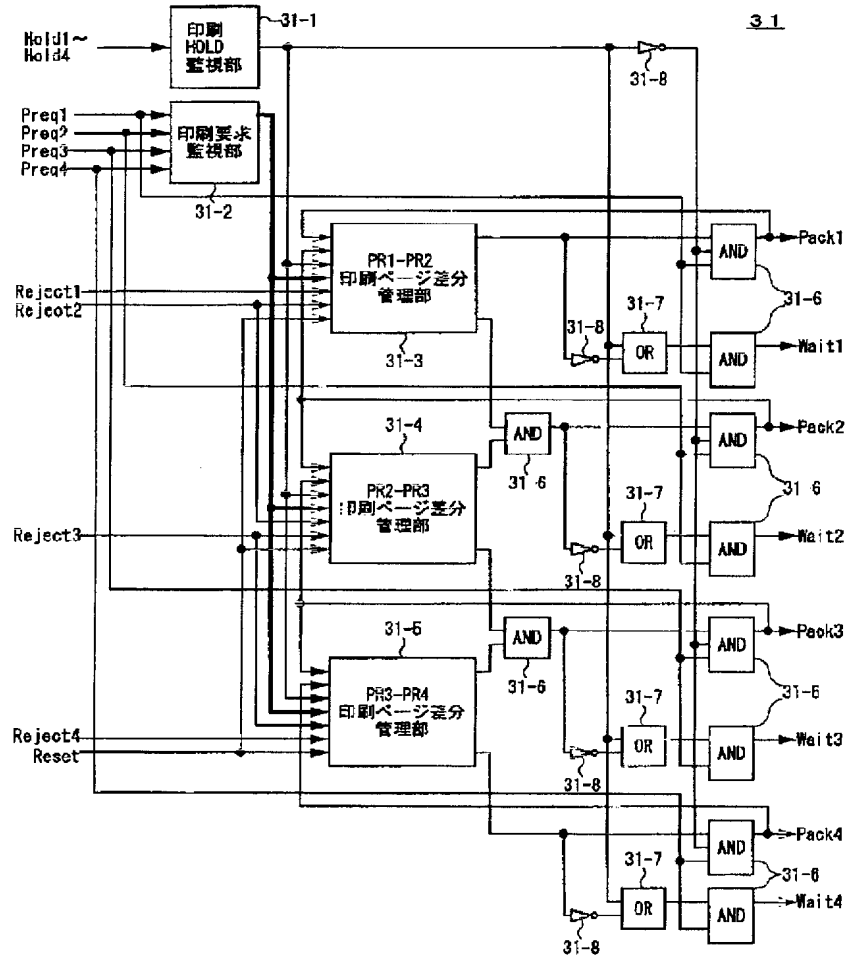 31
31-1
印刷
HOLD
監視部
Hold1~
Hold4
31-8
Preq1
Preq2
Preq3
Preq4
印刷要求
監視部
31-2
PR1-PR2
印刷ページ差分
管理部
31-3
Reject1
Reject2
AND
Pack1
31-6
31-8
31-7
OR
AND
Wait1
31-4
PR2-PR3
印刷ページ差分
管理部
AND
31-6
AND
Pack2
31-6
Reject3
31-8
31-7
OR
AND
Wait2
31-5
PR3-PR4
印刷ページ差分
管理部
AND
31-6
AND
Pack3
31-6
Reject4
Reset
31-8
31-7
OR
AND
Wait3
AND
Pack4
31-6
31-7
OR
31-8
AND
Wait4